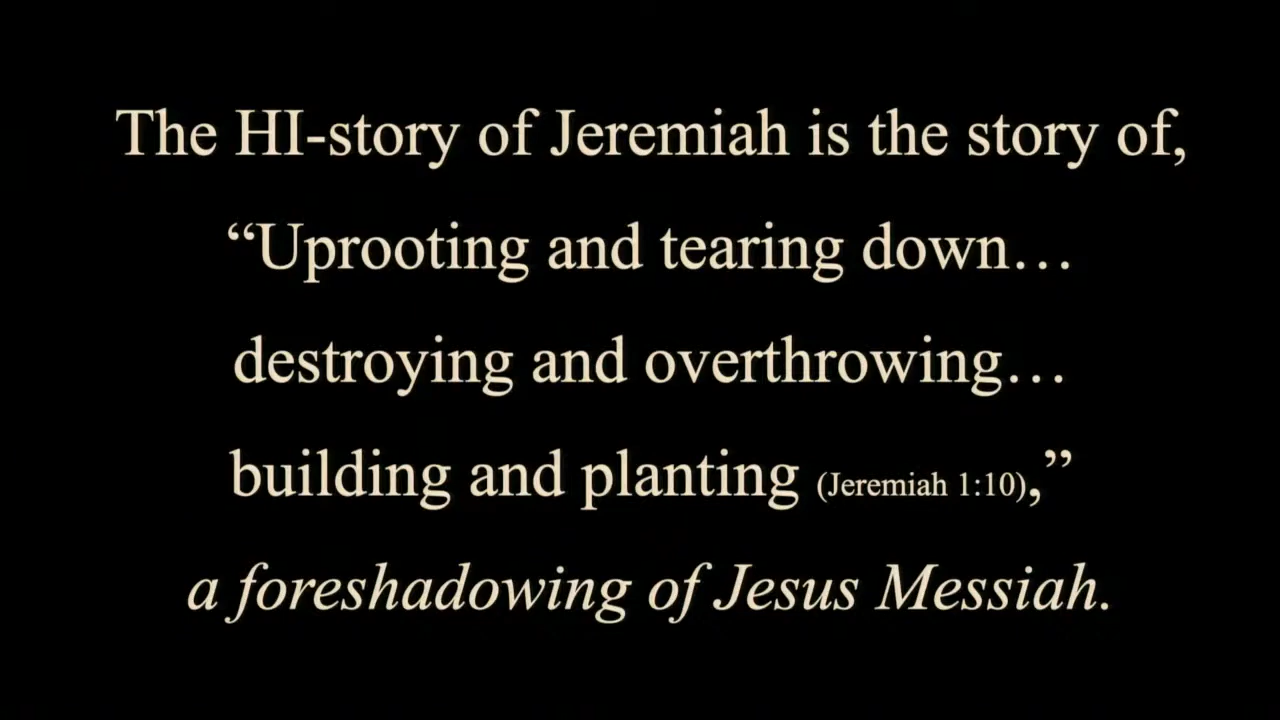 The HI-story of Jeremiah is the story of,
“Uprooting and tearing down…
destroying and overthrowing…
building and planting (Jeremiah 1:10),”
a foreshadowing of Jesus Messiah.